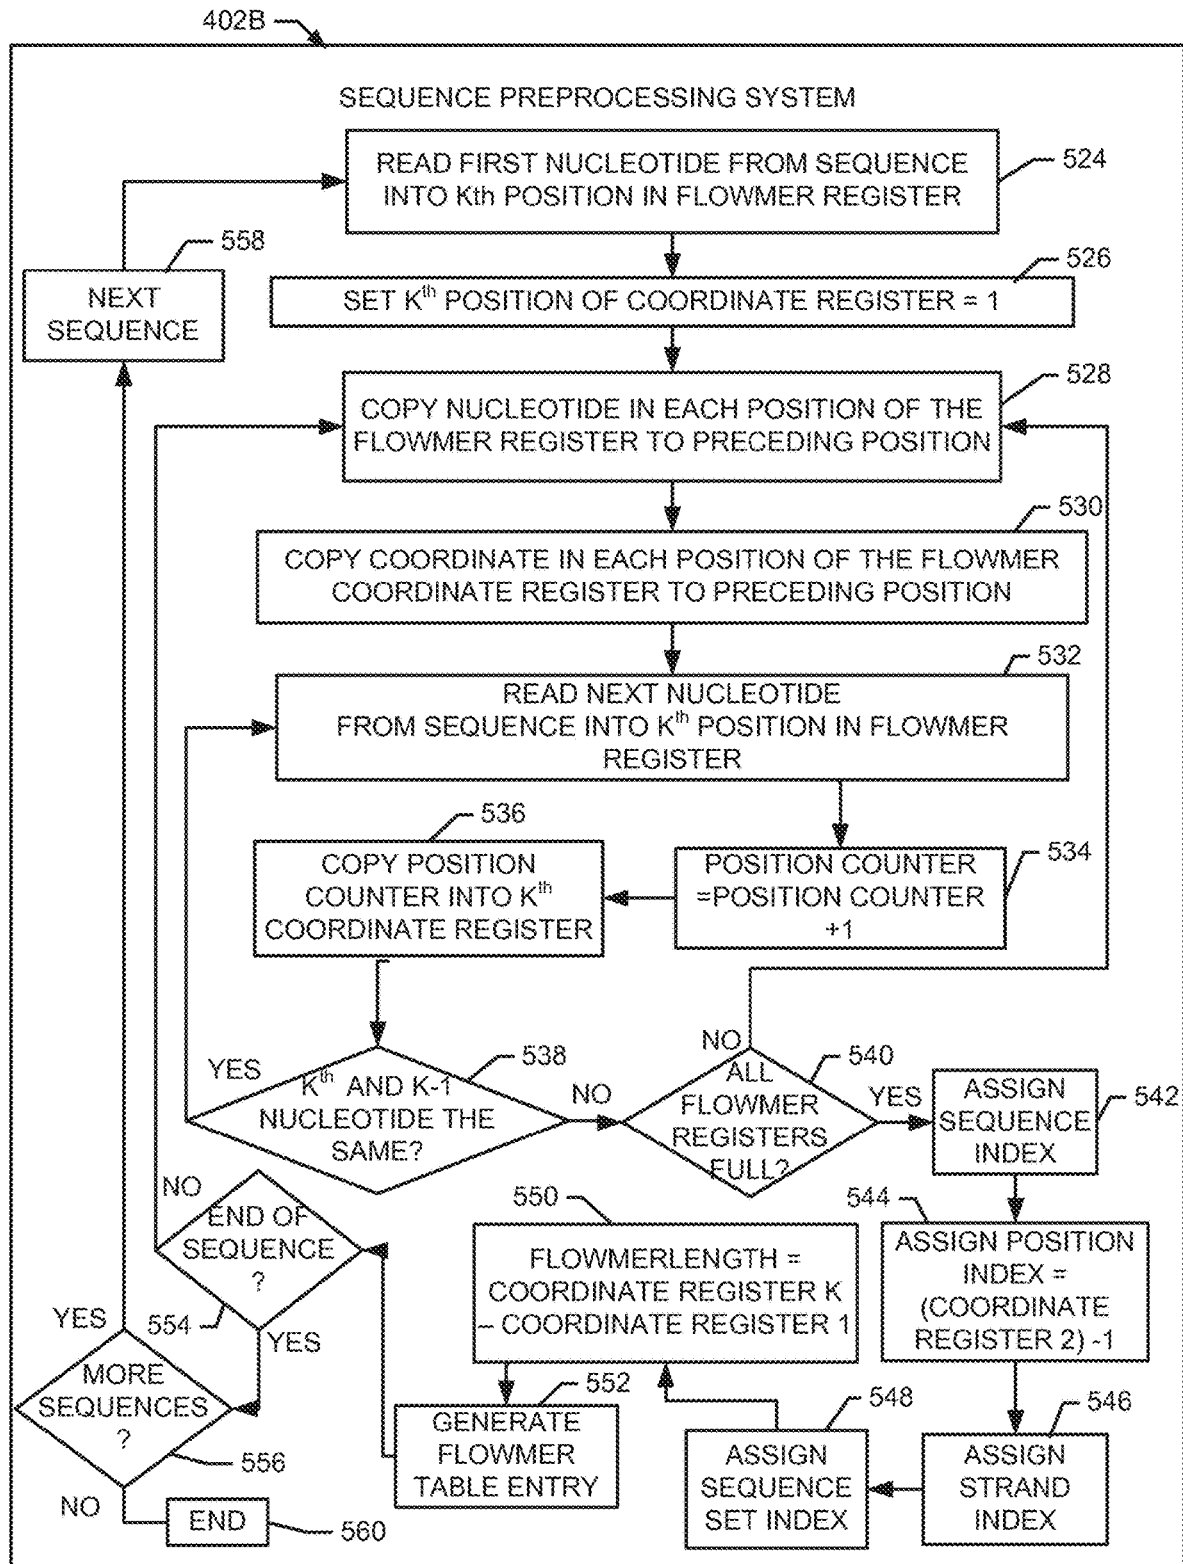 402B
SEQUENCE PREPROCESSING SYSTEM
READ FIRST NUCLEOTIDE FROM SEQUENCE
INTO Kth POSITION IN FLOWMER REGISTER
524
558
NEXT
SEQUENCE
526
SET Kth POSITION OF COORDINATE REGISTER = 1
528
COPY NUCLEOTIDE IN EACH POSITION OF THE
FLOWMER REGISTER TO PRECEDING POSITION
530
COPY COORDINATE IN EACH POSITION OF THE FLOWMER
COORDINATE REGISTER TO PRECEDING POSITION
532
READ NEXT NUCLEOTIDE
FROM SEQUENCE INTO Kth POSITION IN FLOWMER
REGISTER
536
COPY POSITION
COUNTER INTO Kth
COORDINATE REGISTER
POSITION COUNTER
=POSITION COUNTER
+1
534
YES
538
Kth AND K-1
NUCLEOTIDE THE
SAME?
NO
NO
540
ALL
FLOWMER
REGISTERS
FULL?
YES
ASSIGN
SEQUENCE
INDEX
542
544
ASSIGN POSITION
INDEX =
(COORDINATE
REGISTER 2) -1
550
FLOWMERLENGTH =
COORDINATE REGISTER K
– COORDINATE REGISTER 1
NO
END OF
SEQUENCE
?
554
YES
YES
MORE
SEQUENCES
?
556
NO
END
560
552
GENERATE
FLOWMER
TABLE ENTRY
548
ASSIGN
SEQUENCE
SET INDEX
546
ASSIGN
STRAND
INDEX